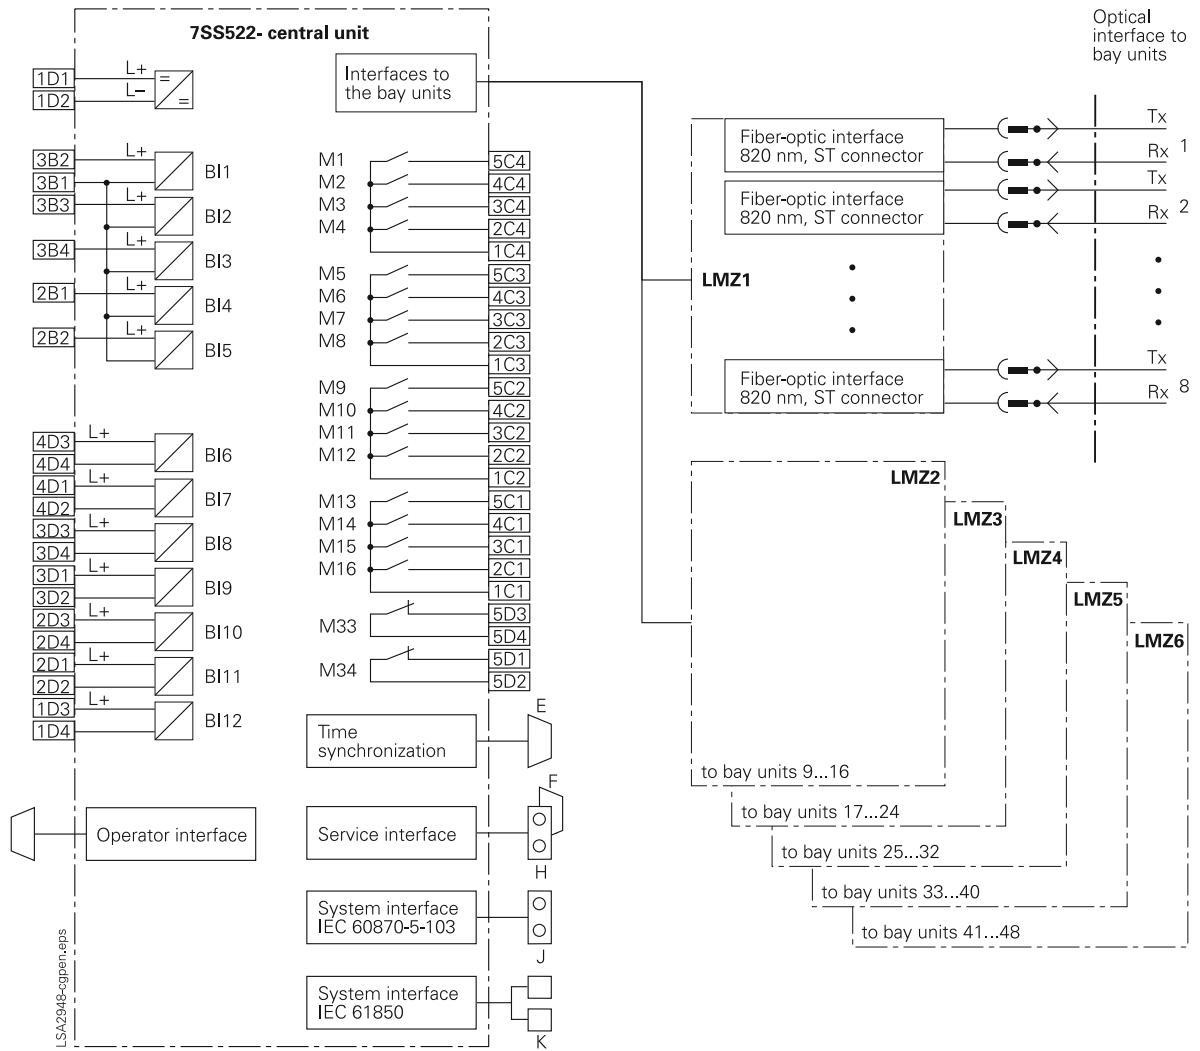 7SS522- central unit
Optical
interface to
bay units
1D1
L+
=
=
1D2
L–
Interfaces to
the bay units
3B2
L+
BI1
3B1
3B3
L+
BI2
3B4
L+
BI3
2B1
L+
BI4
2B2
L+
BI5
4D3
L+
BI6
4D4
4D1
L+
BI7
4D2
3D3
L+
BI8
3D4
3D1
L+
BI9
3D2
2D3
L+
BI10
2D4
2D1
L+
BI11
2D2
1D3
L+
BI12
1D4
M1
5C4
M2
4C4
M3
3C4
M4
2C4
1C4
M5
5C3
M6
4C3
M7
3C3
M8
2C3
1C3
M9
5C2
M10
4C2
M11
3C2
M12
2C2
1C2
M13
5C1
M14
4C1
M15
3C1
M16
2C1
1C1
M33
5D3
5D4
M34
5D1
5D2
Time
synchronization
E
Operator interface
Service interface
F
H
System interface
IEC 60870-5-103
J
System interface
IEC 61850
K
LSA2948-cgpen.eps
LMZ1
Fiber-optic interface
820 nm, ST connector
Tx
Rx
1
Fiber-optic interface
820 nm, ST connector
Tx
Rx
2
Fiber-optic interface
820 nm, ST connector
Tx
Rx
8
LMZ2
LMZ3
LMZ4
LMZ5
LMZ6
to bay units 9...16
to bay units 17...24
to bay units 25...32
to bay units 33...40
to bay units 41...48